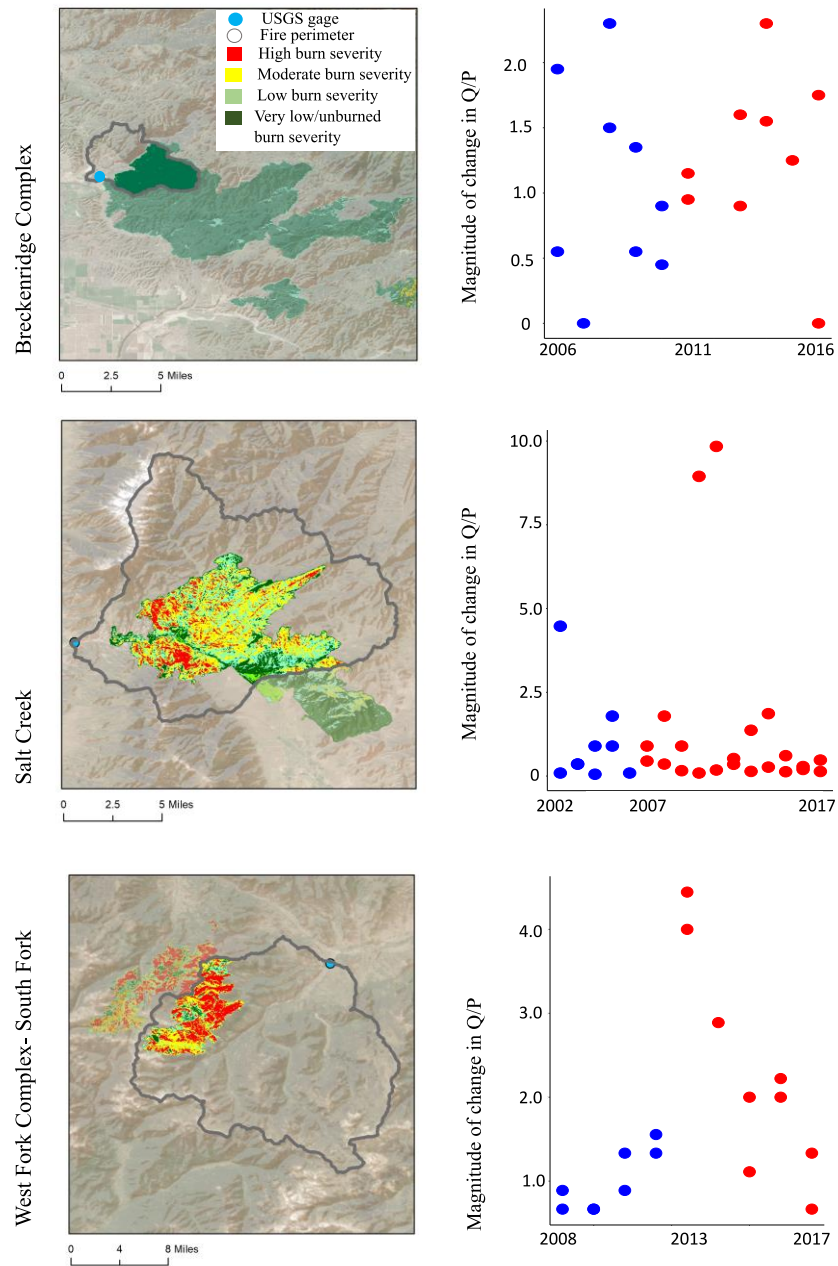 USGS gage
Fire perimeter
High burn severity
Moderate burn severity
Low burn severity
Very low/unburned
burn severity
Breckenridge Complex
0 2.5 5 Miles
Magnitude of change in Q/P
2.0
1.5
1.0
0.5
0
2006 2011 2016
Salt Creek
0 2.5 5 Miles
Magnitude of change in Q/P
10.0
7.5
5.0
2.5
0
2002 2007 2017
West Fork Complex- South Fork
0 4 8 Miles
Magnitude of change in Q/P
4.0
3.0
2.0
1.0
2008 2013 2017